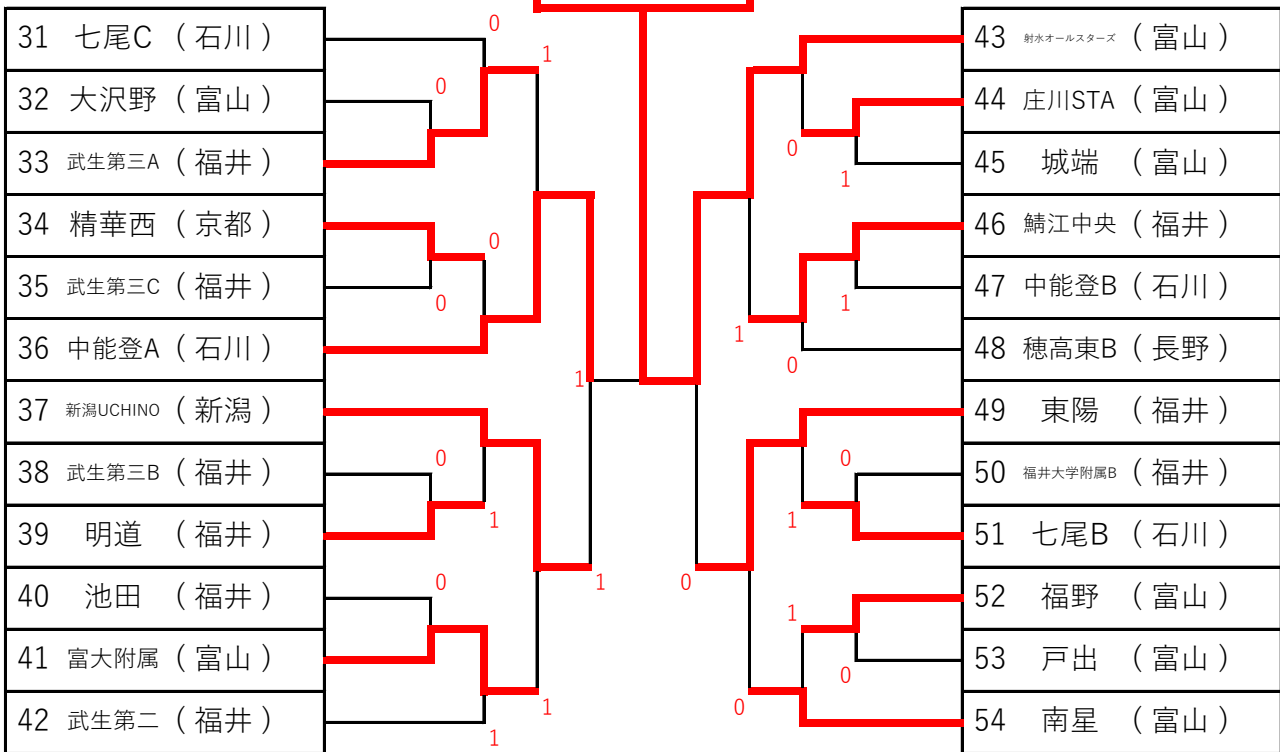 31 七尾C （ 石川 ）
32 大沢野 （ 富山 ）
33 武生第三A （ 福井 ）
34 精華西 （ 京都 ）
35 武生第三C （ 福井 ）
36 中能登A （ 石川 ）
37 新潟UCHINO （ 新潟 ）
38 武生第三B （ 福井 ）
39 明道 （ 福井 ）
40 池田 （ 福井 ）
41 富大附属 （ 富山 ）
42 武生第二 （ 福井 ）
0
1
0
0
0
1
0
1
1
0
1
1
0
1
1
1
0
0
1
1
0
0
43 射水オールスターズ （ 富山 ）
44 庄川STA （ 富山 ）
45 城端 （ 富山 ）
46 鯖江中央 （ 福井 ）
47 中能登B （ 石川 ）
48 穂高東B （ 長野 ）
49 東陽 （ 福井 ）
50 福井大学附属B （ 福井 ）
51 七尾B （ 石川 ）
52 福野 （ 富山 ）
53 戸出 （ 富山 ）
54 南星 （ 富山 ）